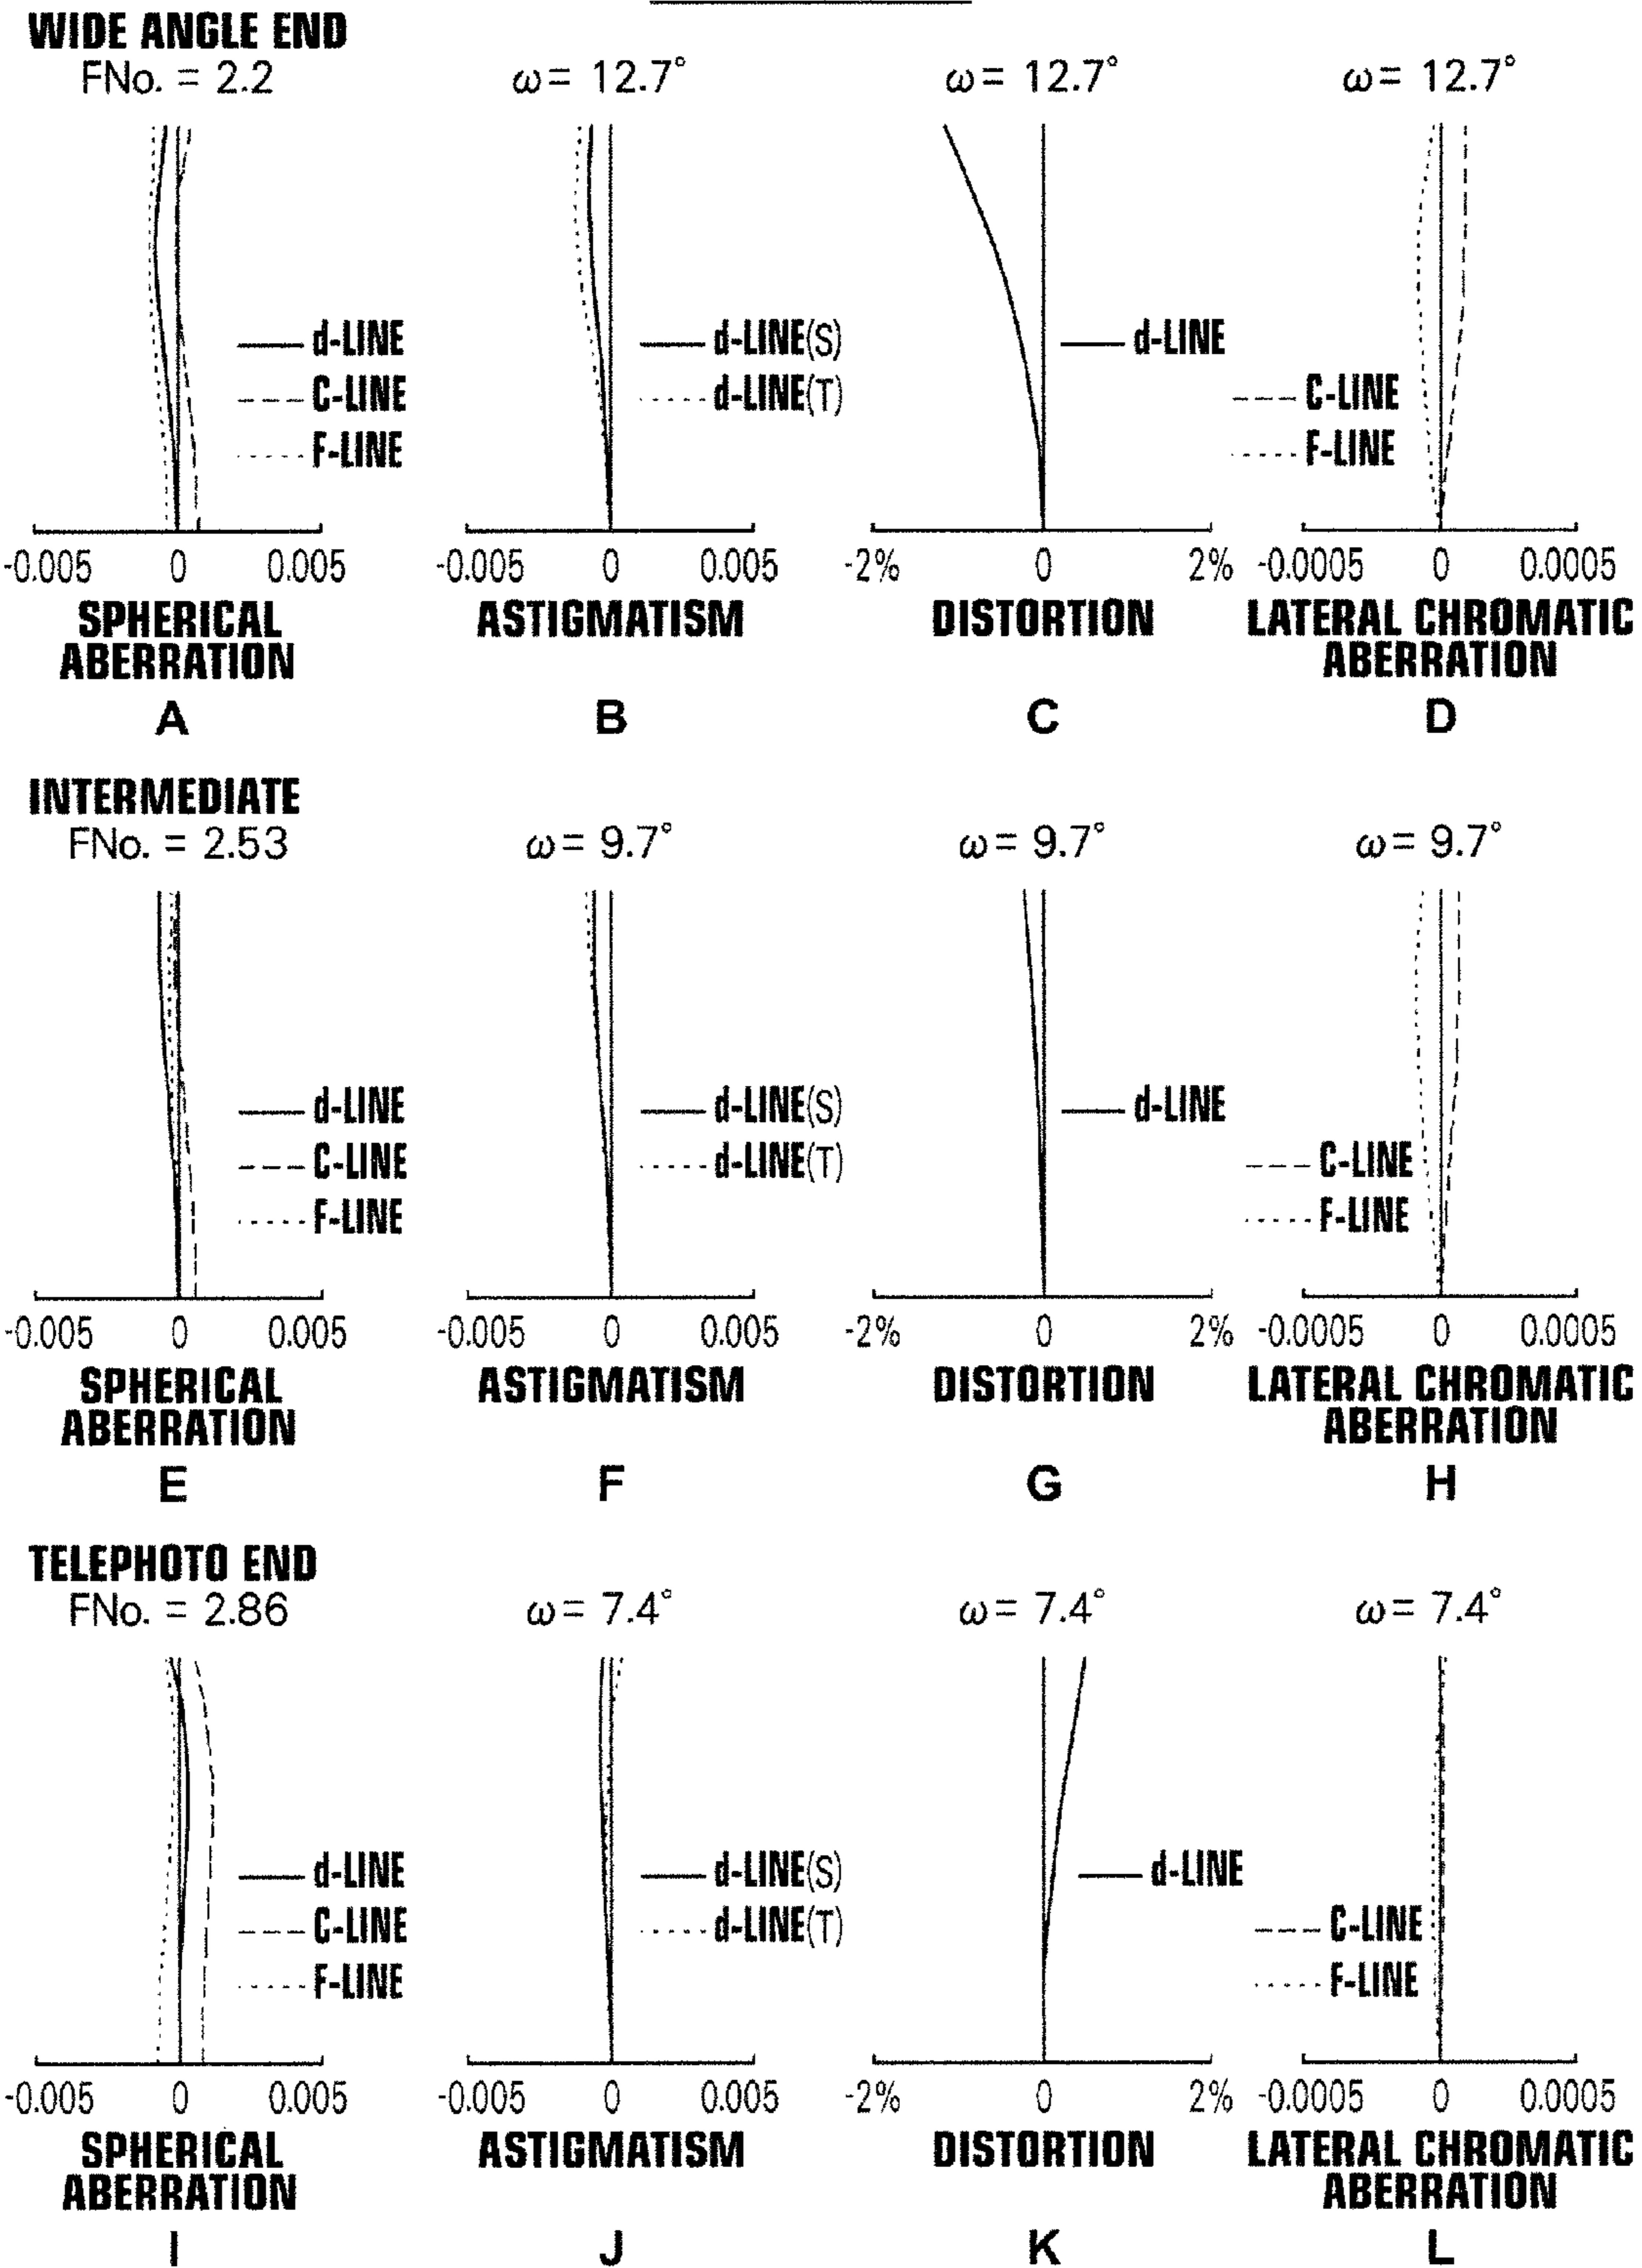 WIDE ANGLE END
FNo. = 2.2
ω = 12.7°
ω = 12.7°
ω = 12.7°
d-LINE
C-LINE
F-LINE
d-LINE(S)
d-LINE(T)
d-LINE
C-LINE
F-LINE
-0.005 0 0.005
-0.005 0 0.005
-2% 0 2%
-0.0005 0 0.0005
SPHERICAL
ABERRATION
ASTIGMATISM
DISTORTION
LATERAL CHROMATIC
ABERRATION
A
B
C
D
INTERMEDIATE
FNo. = 2.53
ω = 9.7°
ω = 9.7°
ω = 9.7°
d-LINE
C-LINE
F-LINE
d-LINE(S)
d-LINE(T)
d-LINE
C-LINE
F-LINE
-0.005 0 0.005
-0.005 0 0.005
-2% 0 2%
-0.0005 0 0.0005
SPHERICAL
ABERRATION
ASTIGMATISM
DISTORTION
LATERAL CHROMATIC
ABERRATION
E
F
G
H
TELEPHOTO END
FNo. = 2.86
ω = 7.4°
ω = 7.4°
ω = 7.4°
d-LINE
C-LINE
F-LINE
d-LINE(S)
d-LINE(T)
d-LINE
C-LINE
F-LINE
-0.005 0 0.005
-0.005 0 0.005
-2% 0 2%
-0.0005 0 0.0005
SPHERICAL
ABERRATION
ASTIGMATISM
DISTORTION
LATERAL CHROMATIC
ABERRATION
I
J
K
L